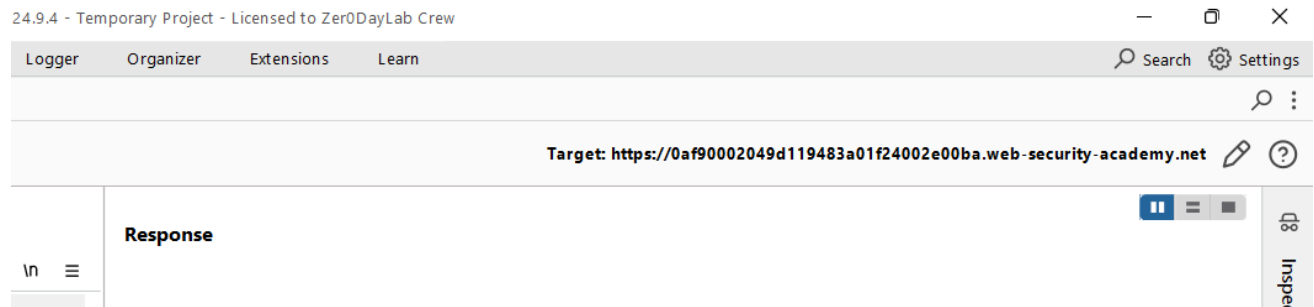 24.9.4 - Temporary Project - Licensed to Zer0DayLab Crew
Logger Organizer Extensions Learn Search Settings
Target: https://0af90002049d119483a01f24002e00ba.web-security-academy.net
Response
\n
Inspe